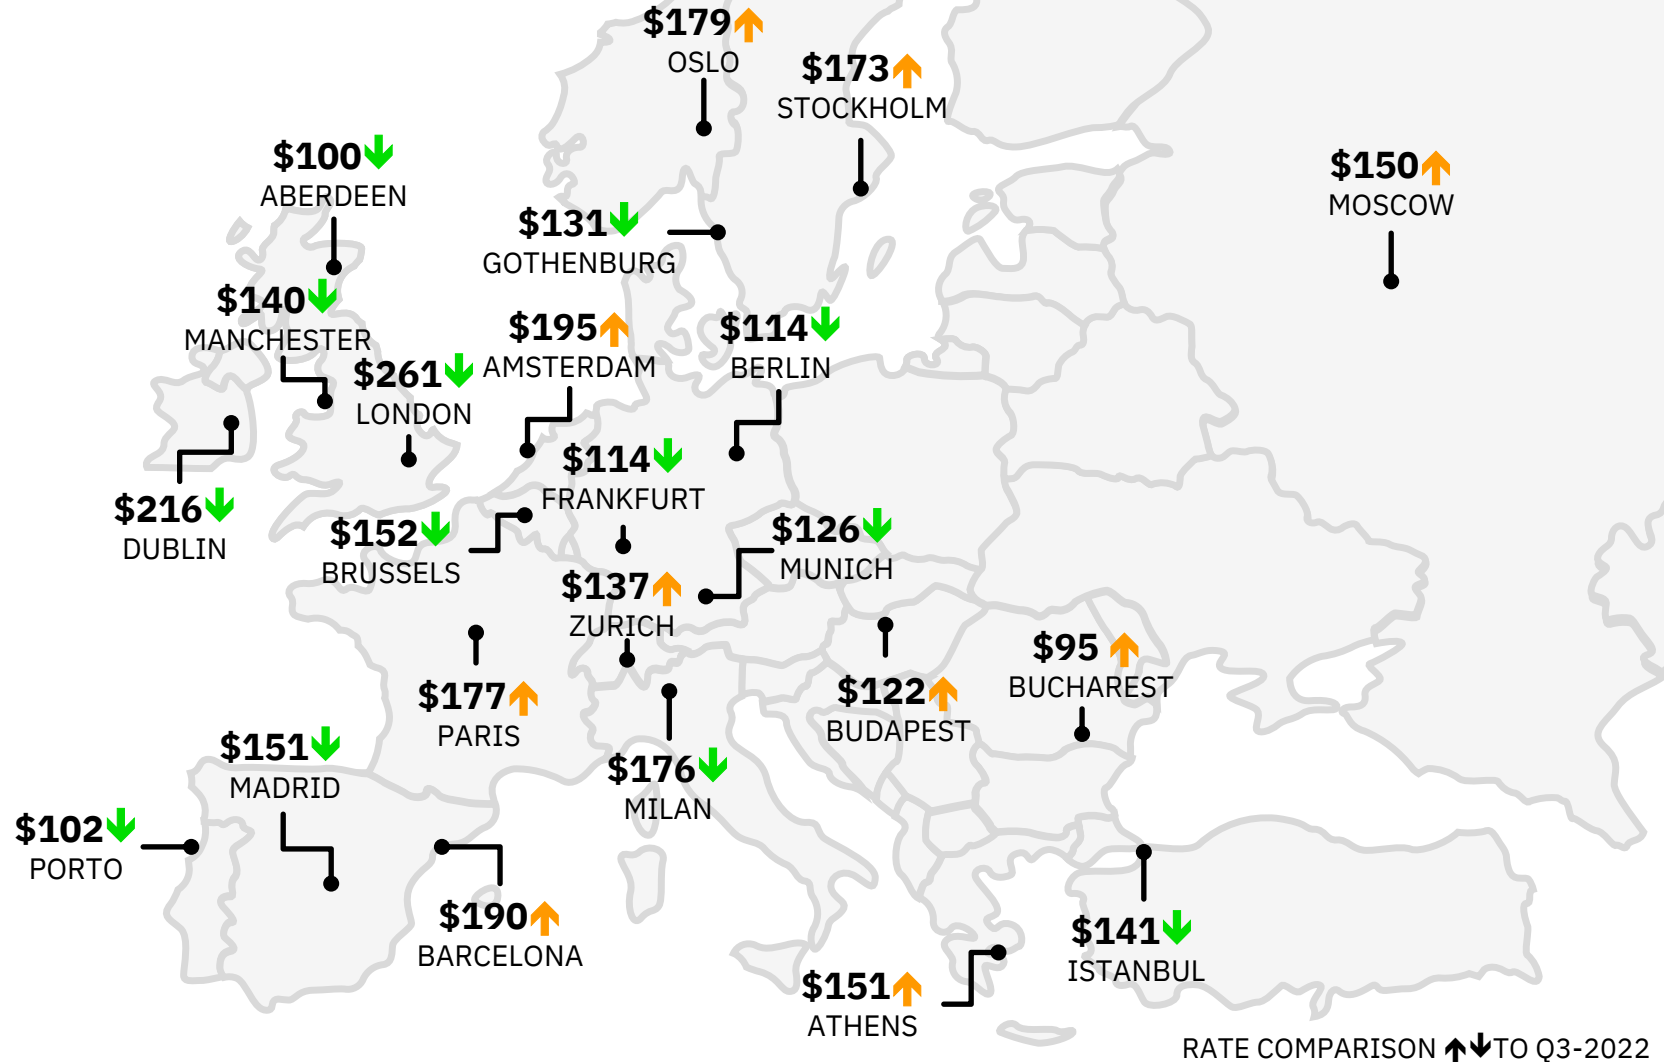 $179
OSLO
$173
STOCKHOLM
$100
ABERDEEN
$150
MOSCOW
$131
GOTHENBURG
$140
MANCHESTER
$195
AMSTERDAM
$114
BERLIN
$261
LONDON
$114
FRANKFURT
$216
DUBLIN
$152
BRUSSELS
$126
MUNICH
$137
ZURICH
$95
BUCHAREST
$177
PARIS
$122
BUDAPEST
$151
MADRID
$176
MILAN
$102
PORTO
$190
BARCELONA
$141
ISTANBUL
$151
ATHENS
RATE COMPARISON ↑↓TO Q3-2022